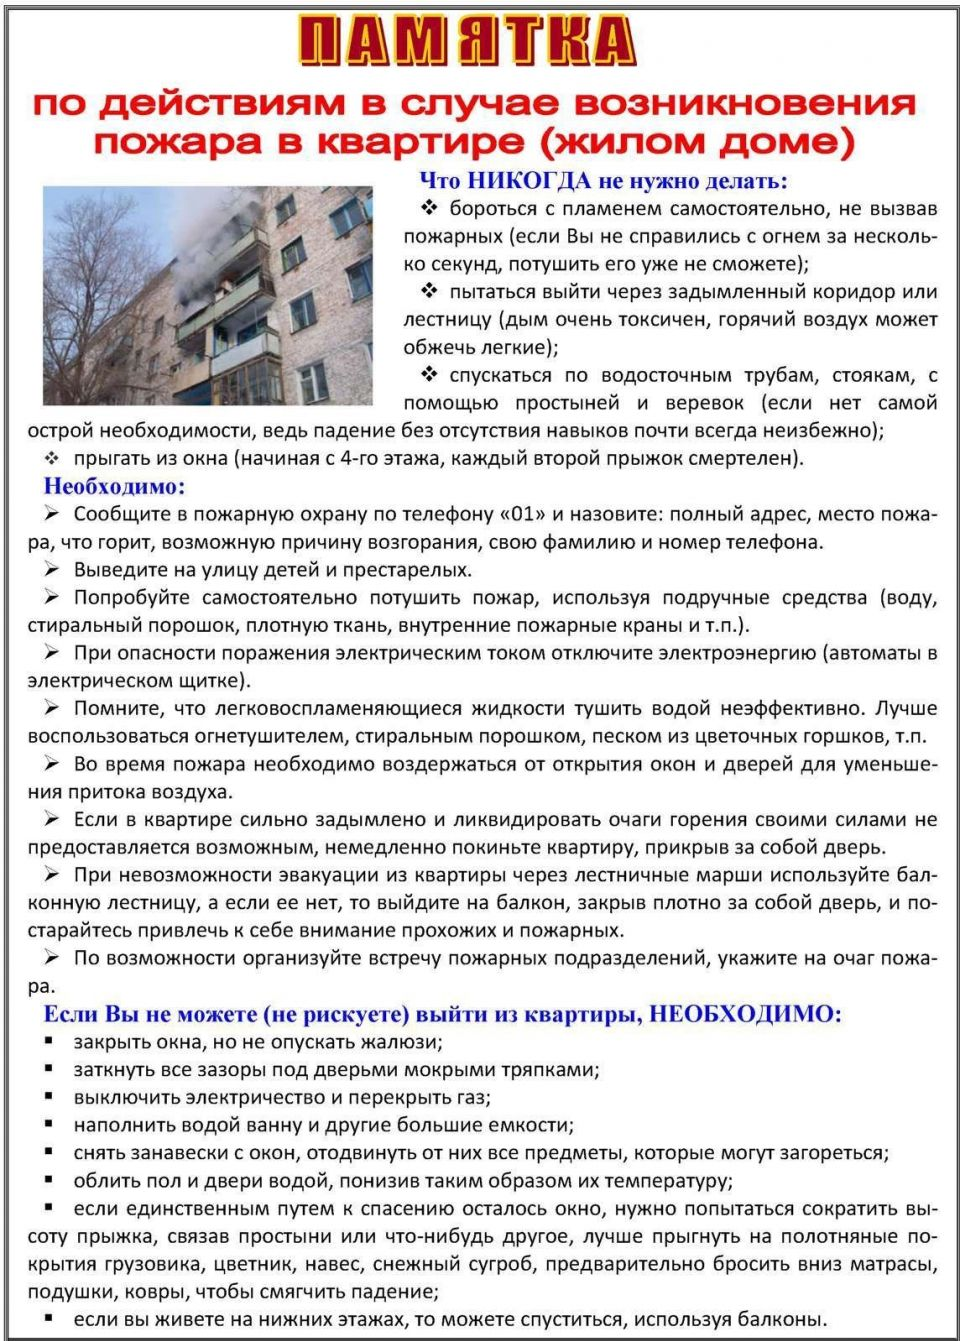 ПАМЯТКА
по действиям в случае возникновения
пожара в квартире (жилом доме)
Что НИКОГДА не нужно делать:
❖ бороться с пламенем самостоятельно, не вызвав
пожарных (если Вы не справились с огнем за несколь-
ко секунд, потушить его уже не сможете);
❖ пытаться выйти через задымленный коридор или
лестницу (дым очень токсичен, горячий воздух может
обжечь легкие);
❖ спускаться по водосточным трубам, стоякам, с
помощью простыней и веревок (если нет самой
острой необходимости, ведь падение без отсутствия навыков почти всегда неизбежно);
❖ прыгать из окна (начиная с 4-го этажа, каждый второй прыжок смертелен).
Необходимо:
➢ Сообщите в пожарную охрану по телефону «01» и назовите: полный адрес, место пожа-
ра, что горит, возможную причину возгорания, свою фамилию и номер телефона.
➢ Выведите на улицу детей и престарелых.
➢ Попробуйте самостоятельно потушить пожар, используя подручные средства (воду,
стиральный порошок, плотную ткань, внутренние пожарные краны и т.п.).
➢ При опасности поражения электрическим током отключите электроэнергию (автоматы в
электрическом щитке).
➢ Помните, что легковоспламеняющиеся жидкости тушить водой неэффективно. Лучше
воспользоваться огнетушителем, стиральным порошком, песком из цветочных горшков, т.п.
➢ Во время пожара необходимо воздержаться от открытия окон и дверей для уменьше-
ния притока воздуха.
➢ Если в квартире сильно задымлено и ликвидировать очаги горения своими силами не
предоставляется возможным, немедленно покиньте квартиру, прикрыв за собой дверь.
➢ При невозможности эвакуации из квартиры через лестничные марши используйте бал-
конную лестницу, а если ее нет, то выйдите на балкон, закрыв плотно за собой дверь, и по-
старайтесь привлечь к себе внимание прохожих и пожарных.
➢ По возможности организуйте встречу пожарных подразделений, укажите на очаг пожа-
ра.
Если Вы не можете (не рискуете) выйти из квартиры, НЕОБХОДИМО:
▪ закрыть окна, но не опускать жалюзи;
▪ заткнуть все зазоры под дверьми мокрыми тряпками;
▪ выключить электричество и перекрыть газ;
▪ наполнить водой ванну и другие большие емкости;
▪ снять занавески с окон, отодвинуть от них все предметы, которые могут загореться;
▪ облить пол и двери водой, понизив таким образом их температуру;
▪ если единственным путем к спасению осталось окно, нужно попытаться сократить вы-
соту прыжка, связав простыни или что-нибудь другое, лучше прыгнуть на полотняные по-
крытия грузовика, цветник, навес, снежный сугроб, предварительно бросить вниз матрасы,
подушки, ковры, чтобы смягчить падение;
▪ если вы живете на нижних этажах, то можете спуститься, используя балконы.